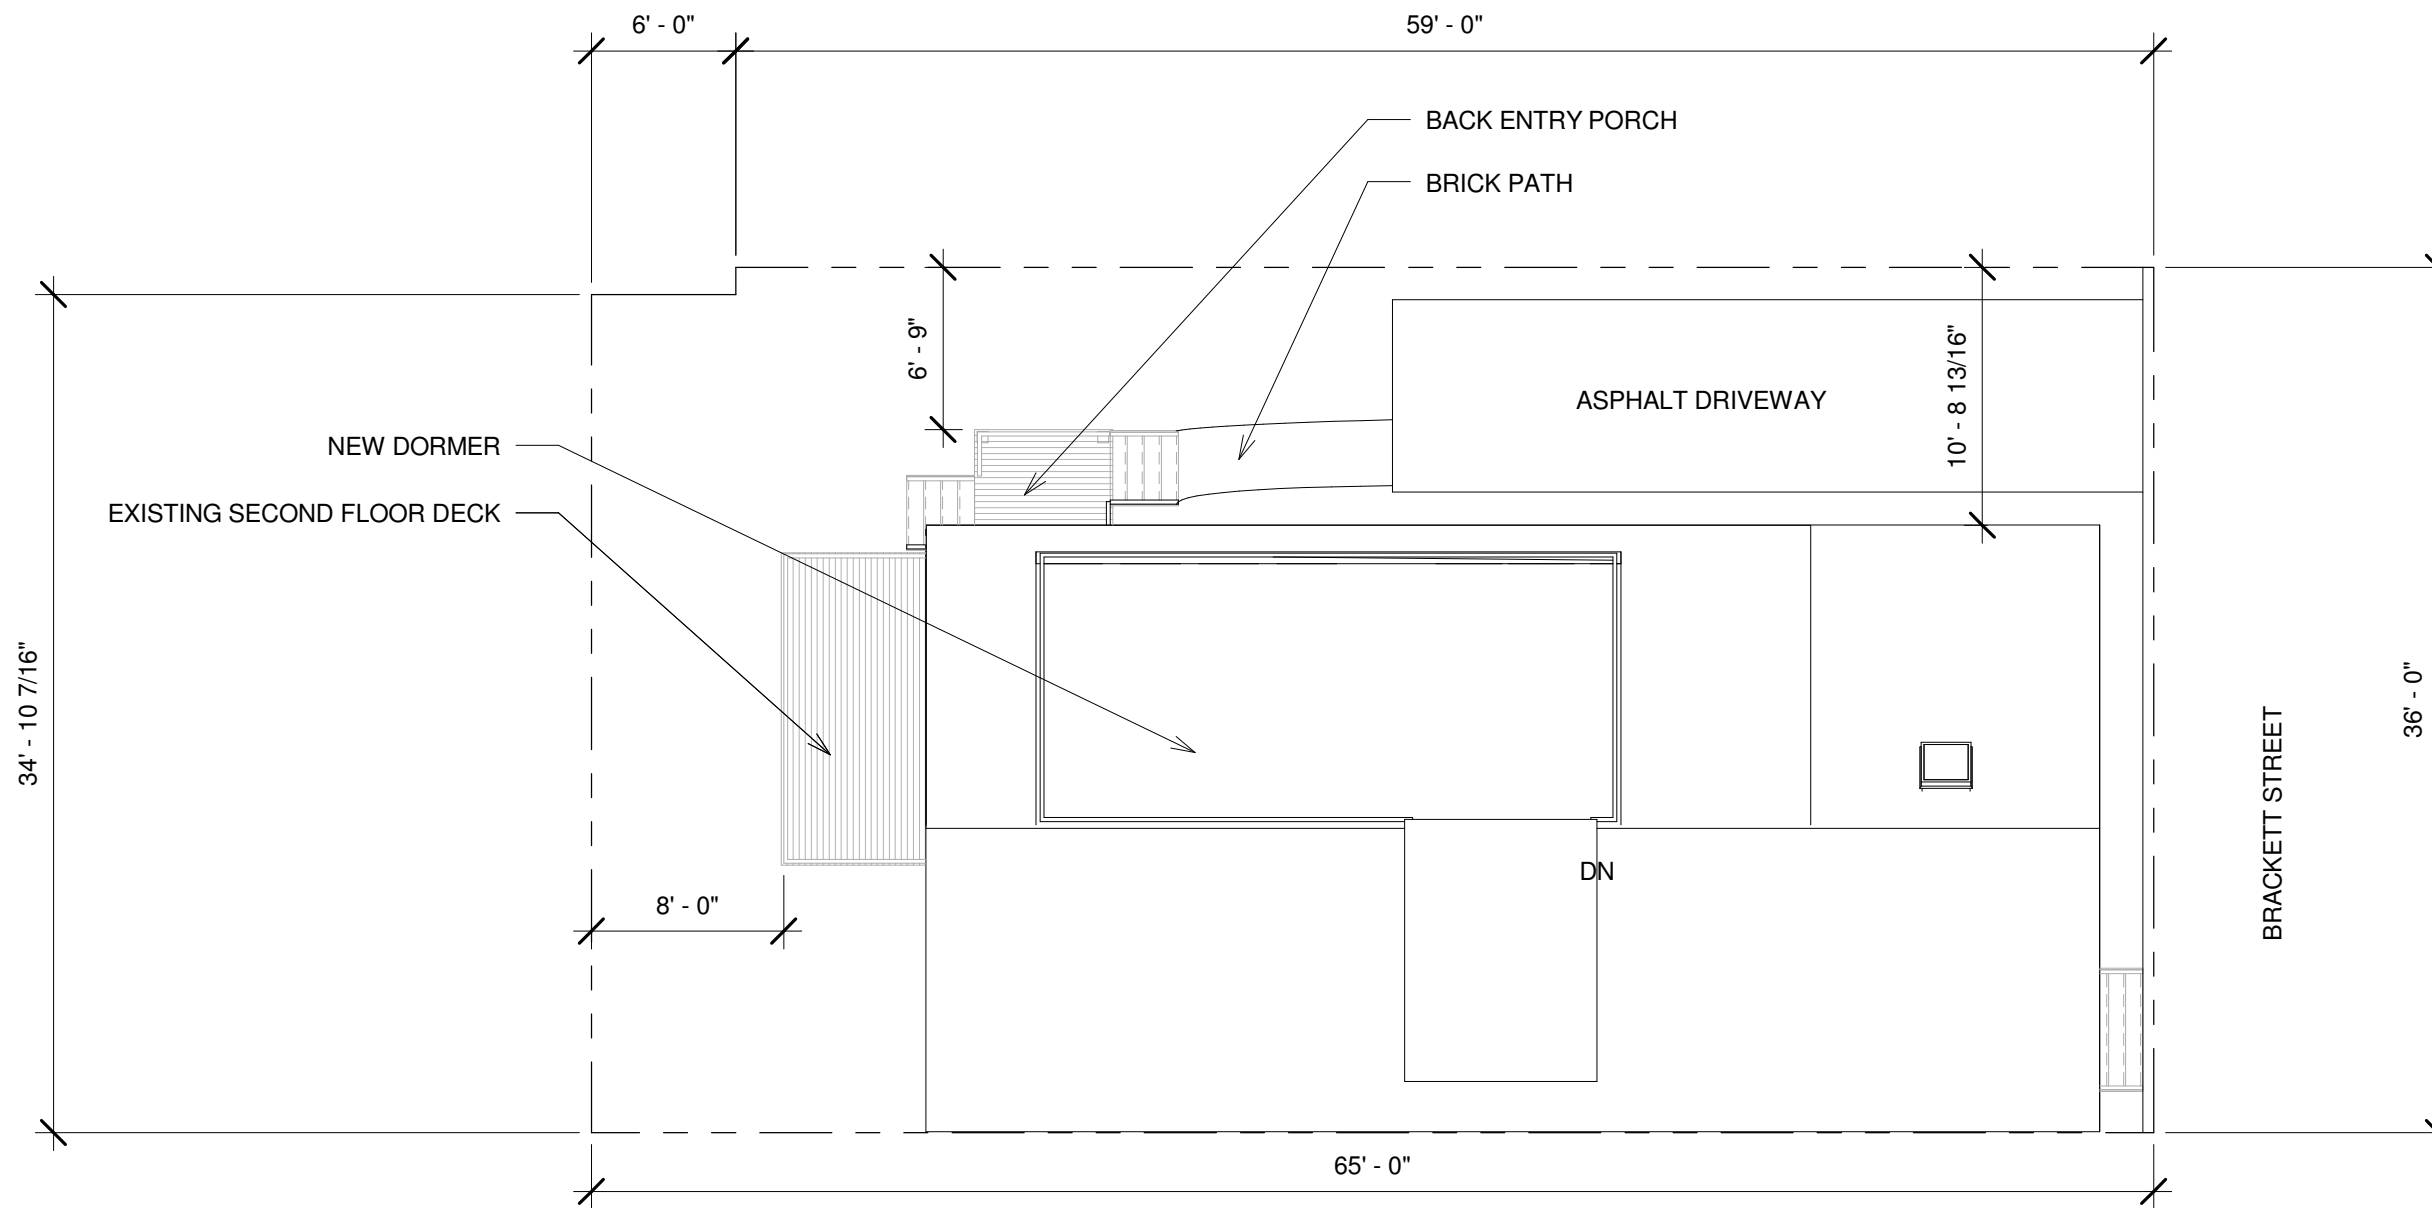 6' - 0"
59' - 0"
BACK ENTRY PORCH
BRICK PATH
6' - 9"
10' - 8 13/16"
ASPHALT DRIVEWAY
NEW DORMER
EXISTING SECOND FLOOR DECK
34' - 10 7/16"
36' - 0"
BRACKETT STREET
DN
8' - 0"
65' - 0"